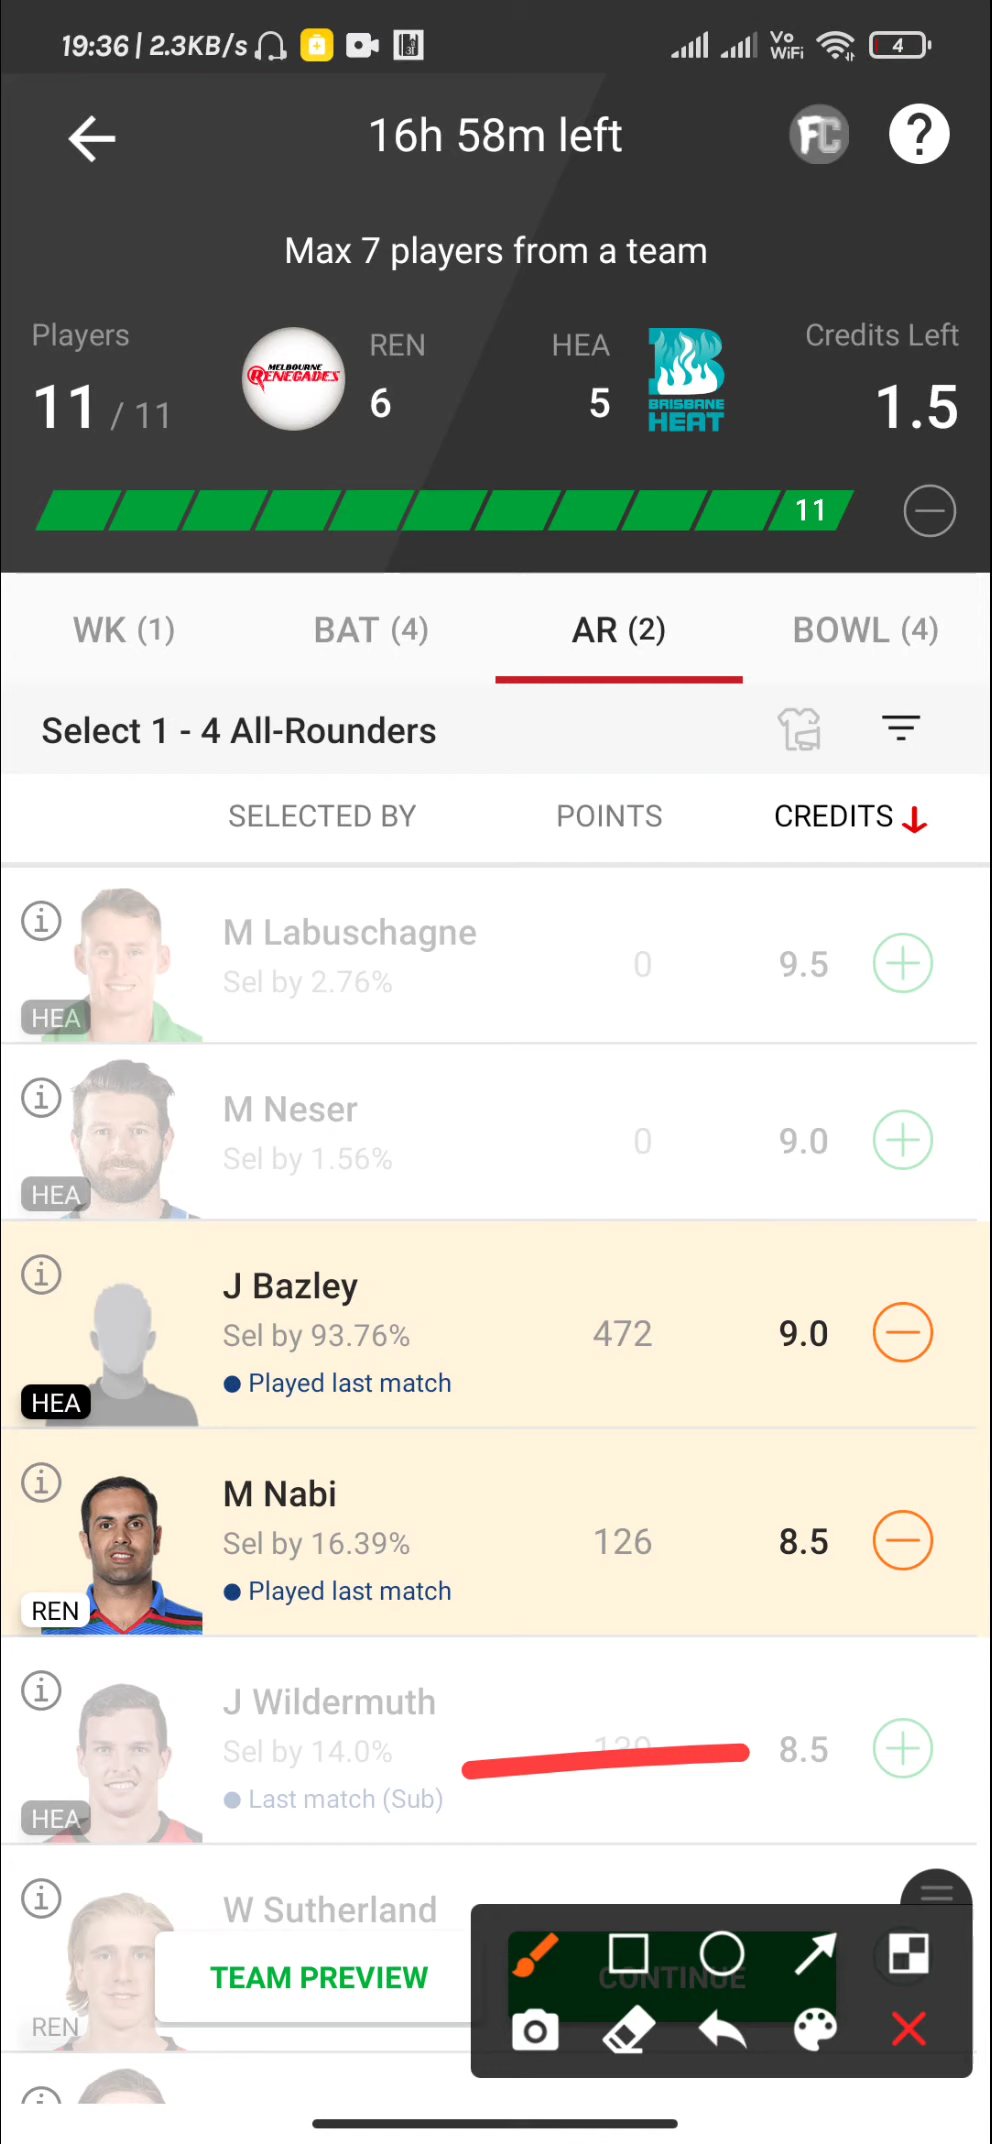 19:36 | 2.3KB/s
Vo
WiFi
4
16h 58m left
FC
?
Max 7 players from a team
Players
11 / 11
MELBOURNE
RENEGADES
REN
6
HEA
5
B
BRISBANE
HEAT
Credits Left
1.5
11
WK (1)
BAT (4)
AR (2)
BOWL (4)
Select 1 - 4 All-Rounders
SELECTED BY
POINTS
CREDITS
M Labuschagne
Sel by 2.76%
0
9.5
HEA
M Neser
Sel by 1.56%
0
9.0
HEA
J Bazley
Sel by 93.76%
472
9.0
Played last match
HEA
M Nabi
Sel by 16.39%
126
8.5
Played last match
REN
J Wildermuth
Sel by 14.0%
8.5
Last match (Sub)
HEA
W Sutherland
TEAM PREVIEW
CONTINUE
REN